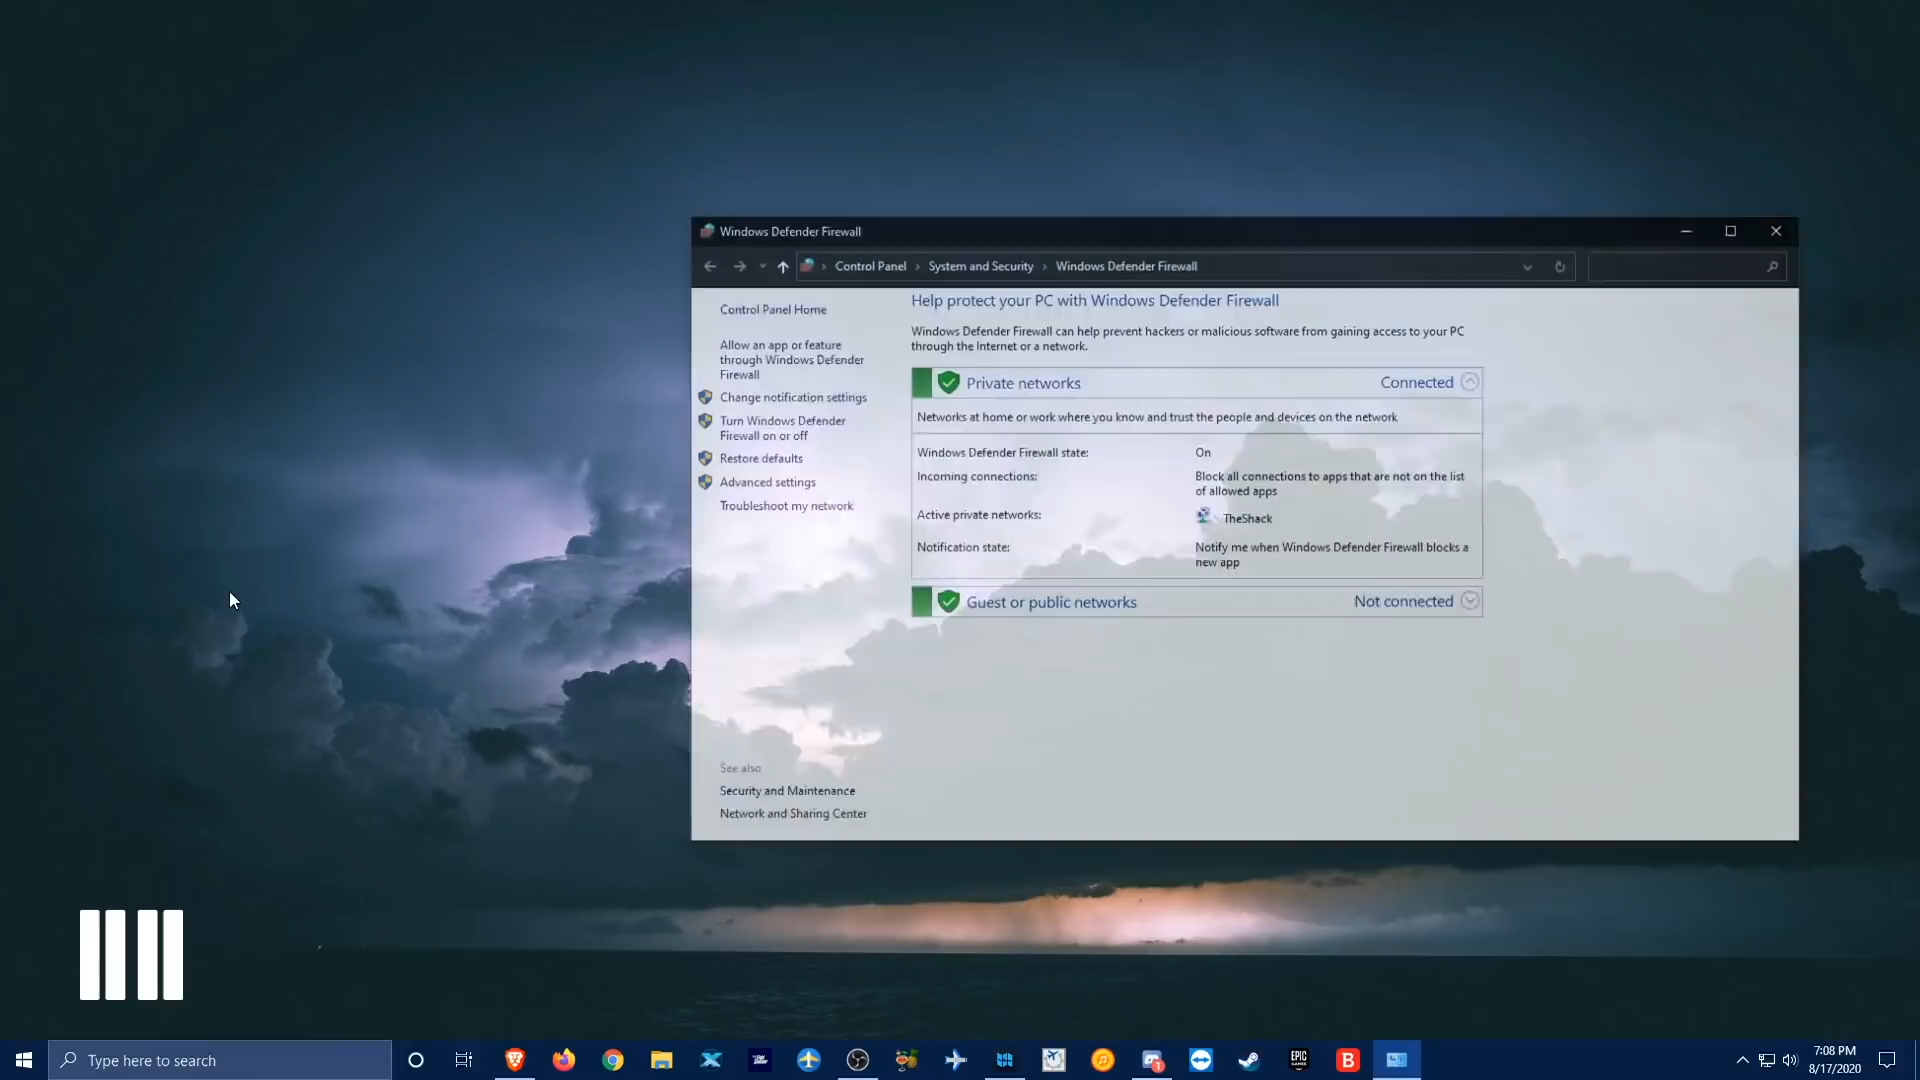 Windows Defender Firewall
Control Panel › System and Security › Windows Defender Firewall
Control Panel Home
Allow an app or feature
through Windows Defender
Firewall
Change notification settings
Turn Windows Defender
Firewall on or off
Restore defaults
Advanced settings
Troubleshoot my network
See also
Security and Maintenance
Network and Sharing Center
Help protect your PC with Windows Defender Firewall
Windows Defender Firewall can help prevent hackers or malicious software from gaining access to your PC
through the Internet or a network.
Private networks Connected
Networks at home or work where you know and trust the people and devices on the network
Windows Defender Firewall state: On
Incoming connections: Block all connections to apps that are not on the list
of allowed apps
Active private networks: TheShack
Notification state: Notify me when Windows Defender Firewall blocks a
new app
Guest or public networks Not connected
Type here to search
EPIC
GAMES
B
1
7:08 PM
8/17/2020